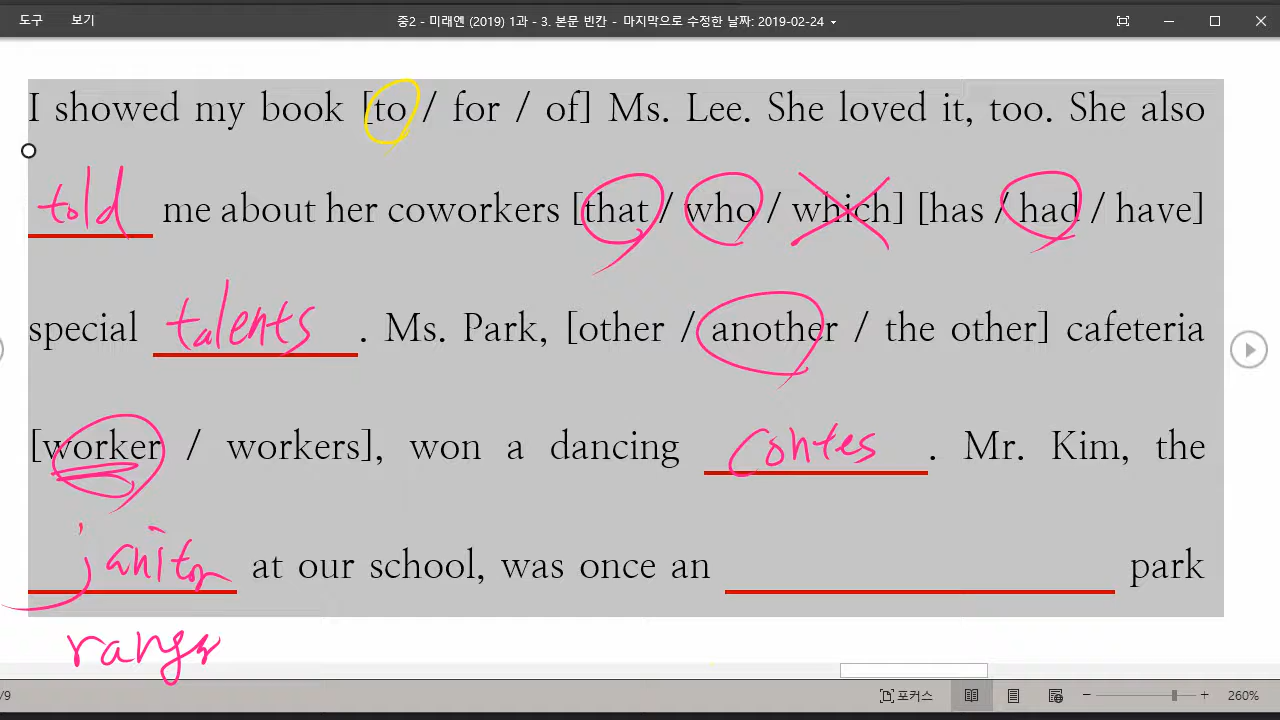 도구 보기 중2 - 미래엔 (2019) 1과 - 3. 본문 빈칸 - 마지막으로 수정한 날짜: 2019-02-24
I showed my book [to / for / of] Ms. Lee. She loved it, too. She also
told me about her coworkers [that / who / which] [has / had / have]
special talents. Ms. Park, [other / another / the other] cafeteria
[worker / workers], won a dancing contes. Mr. Kim, the
janitor at our school, was once an park
ranger
/9 포커스 260%